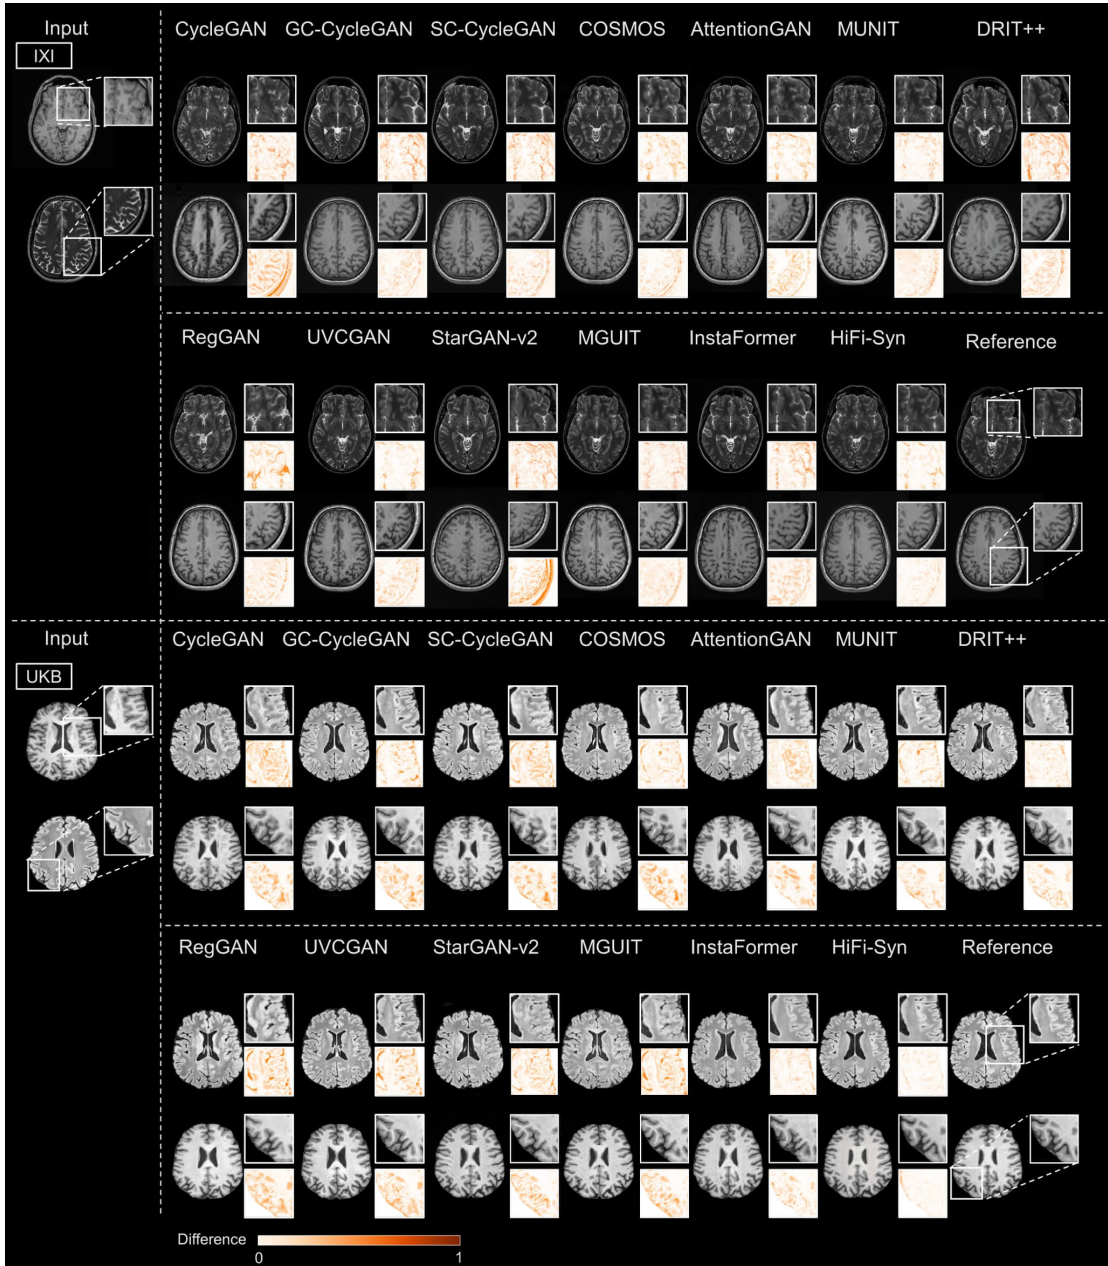 Input CycleGAN GC-CycleGAN SC-CycleGAN COSMOS AttentionGAN MUNIT DRIT++
IXI
RegGAN UVCGAN StarGAN-v2 MGUIT InstaFormer HiFi-Syn Reference
Input CycleGAN GC-CycleGAN SC-CycleGAN COSMOS AttentionGAN MUNIT DRIT++
UKB
RegGAN UVCGAN StarGAN-v2 MGUIT InstaFormer HiFi-Syn Reference
Difference
0 1